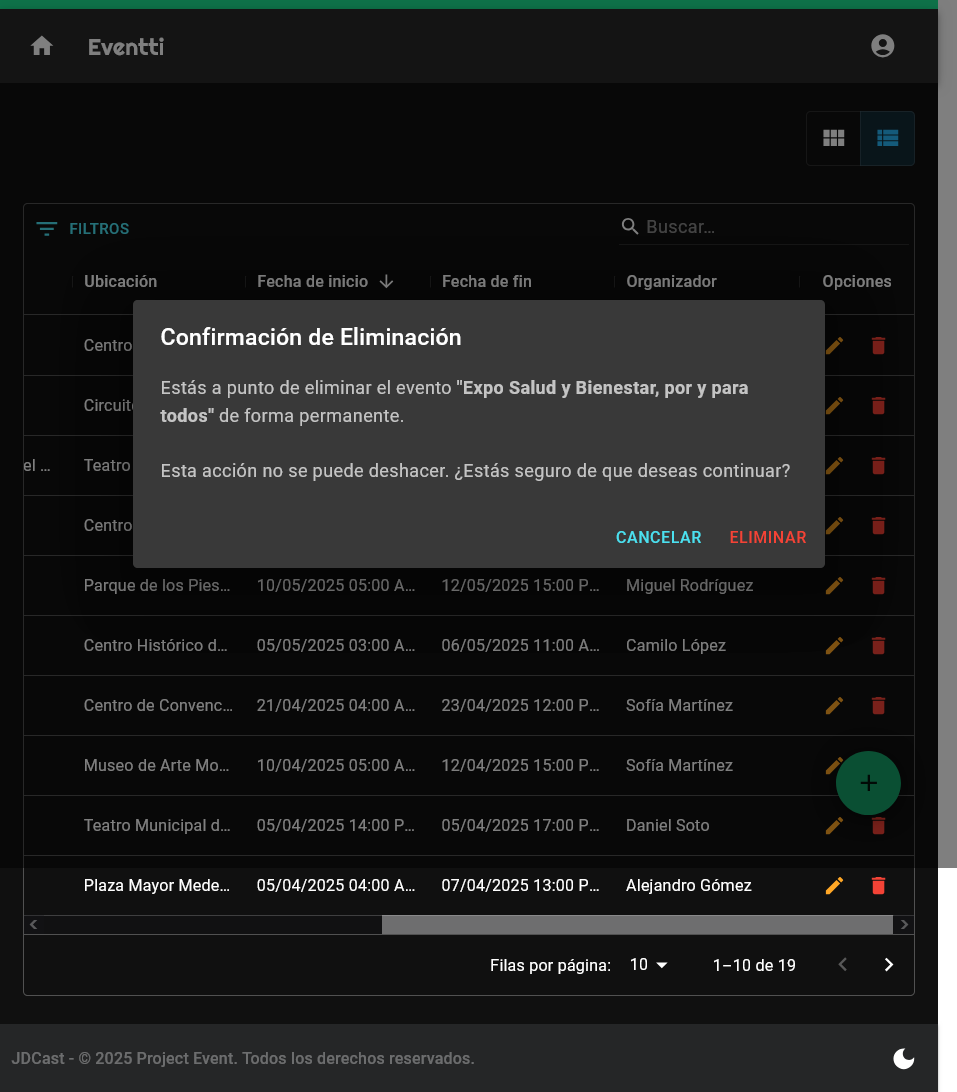 Eventti
FILTROS
Buscar…
Ubicación Fecha de inicio Fecha de fin Organizador Opciones
Centro
Circuito
el … Teatro
Centro
Confirmación de Eliminación
Estás a punto de eliminar el evento "Expo Salud y Bienestar, por y para
todos" de forma permanente.
Esta acción no se puede deshacer. ¿Estás seguro de que deseas continuar?
CANCELAR ELIMINAR
Parque de los Pies… 10/05/2025 05:00 A… 12/05/2025 15:00 P… Miguel Rodríguez
Centro Histórico d… 05/05/2025 03:00 A… 06/05/2025 11:00 A… Camilo López
Centro de Convenc… 21/04/2025 04:00 A… 23/04/2025 12:00 P… Sofía Martínez
Museo de Arte Mo… 10/04/2025 05:00 A… 12/04/2025 15:00 P… Sofía Martínez
Teatro Municipal d… 05/04/2025 14:00 P… 05/04/2025 17:00 P… Daniel Soto
Plaza Mayor Mede… 05/04/2025 04:00 A… 07/04/2025 13:00 P… Alejandro Gómez
Filas por página: 10 1–10 de 19
JDCast - © 2025 Project Event. Todos los derechos reservados.